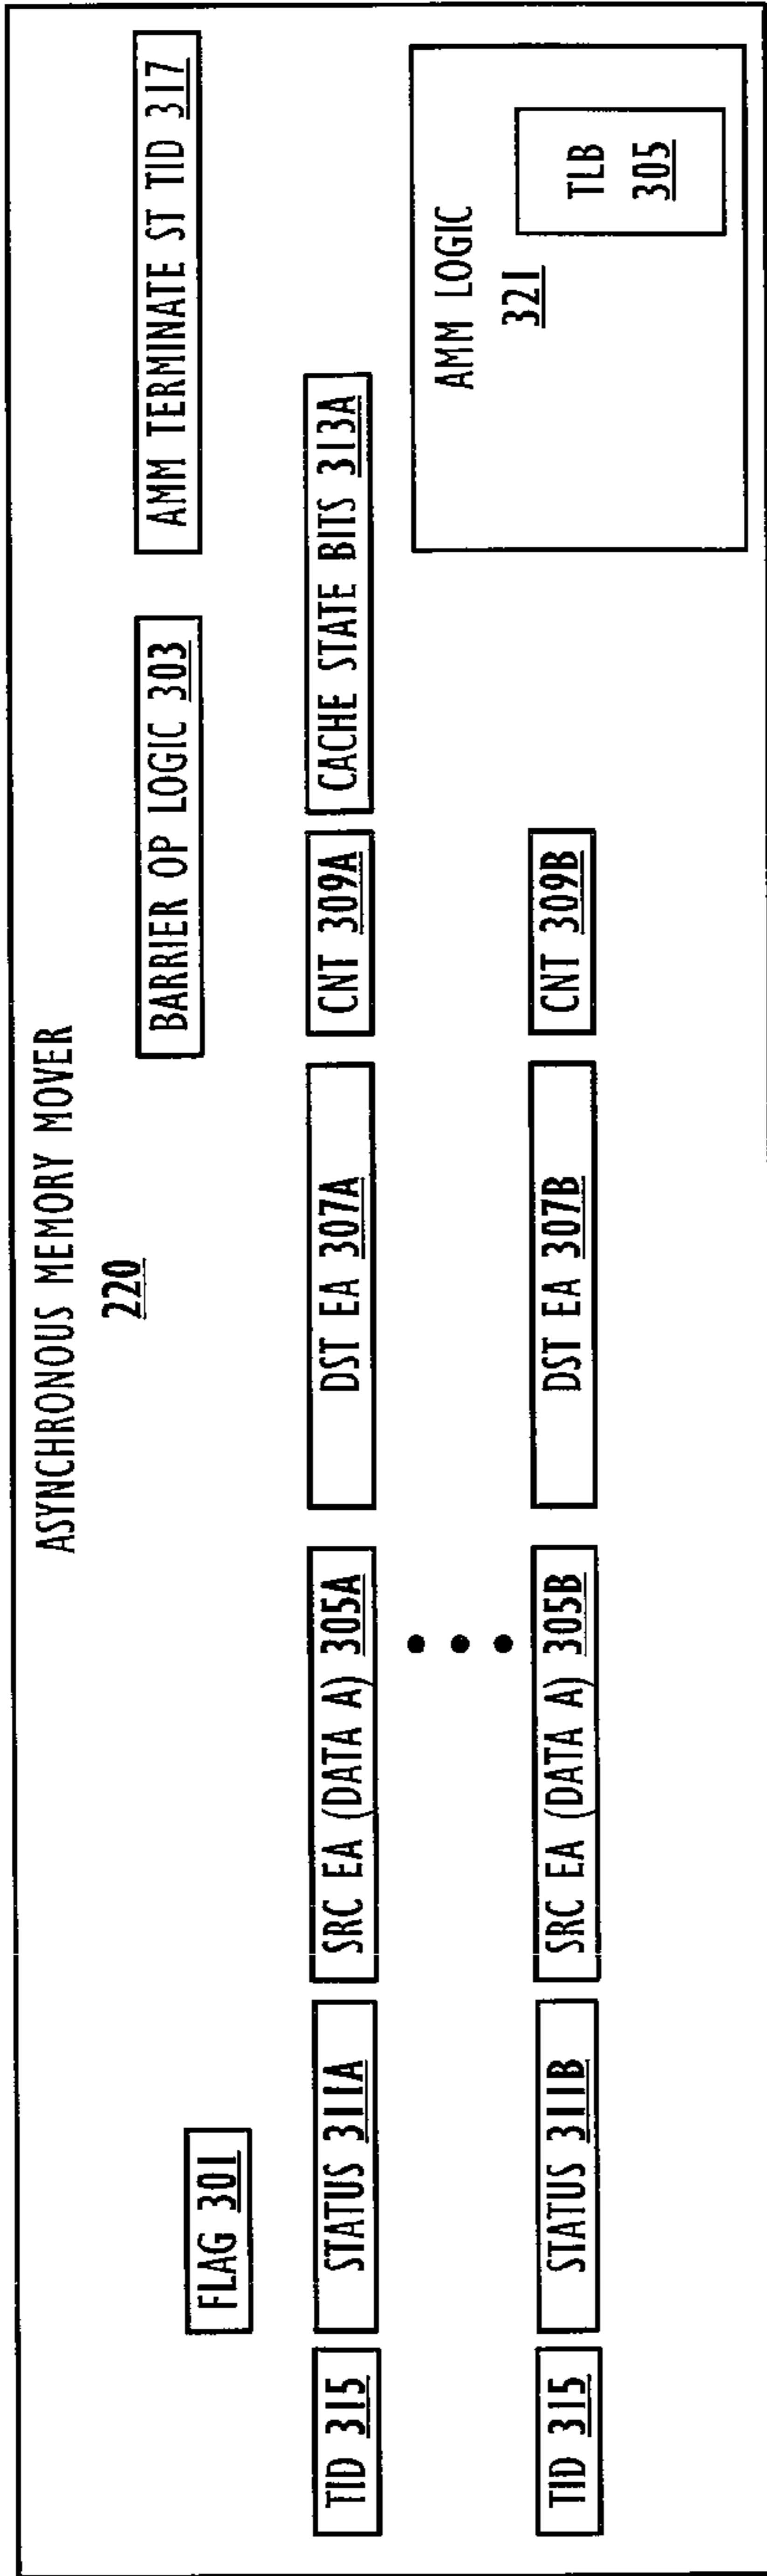 ASYNCHRONOUS MEMORY MOVER
220
FLAG 301
BARRIER OP LOGIC 303
AMM TERMINATE ST TID 317
TID 315
STATUS 311A
SRC EA (DATA A) 305A
DST EA 307A
CNT 309A
CACHE STATE BITS 313A
TID 315
STATUS 311B
SRC EA (DATA A) 305B
DST EA 307B
CNT 309B
AMM LOGIC
321
TLB
305